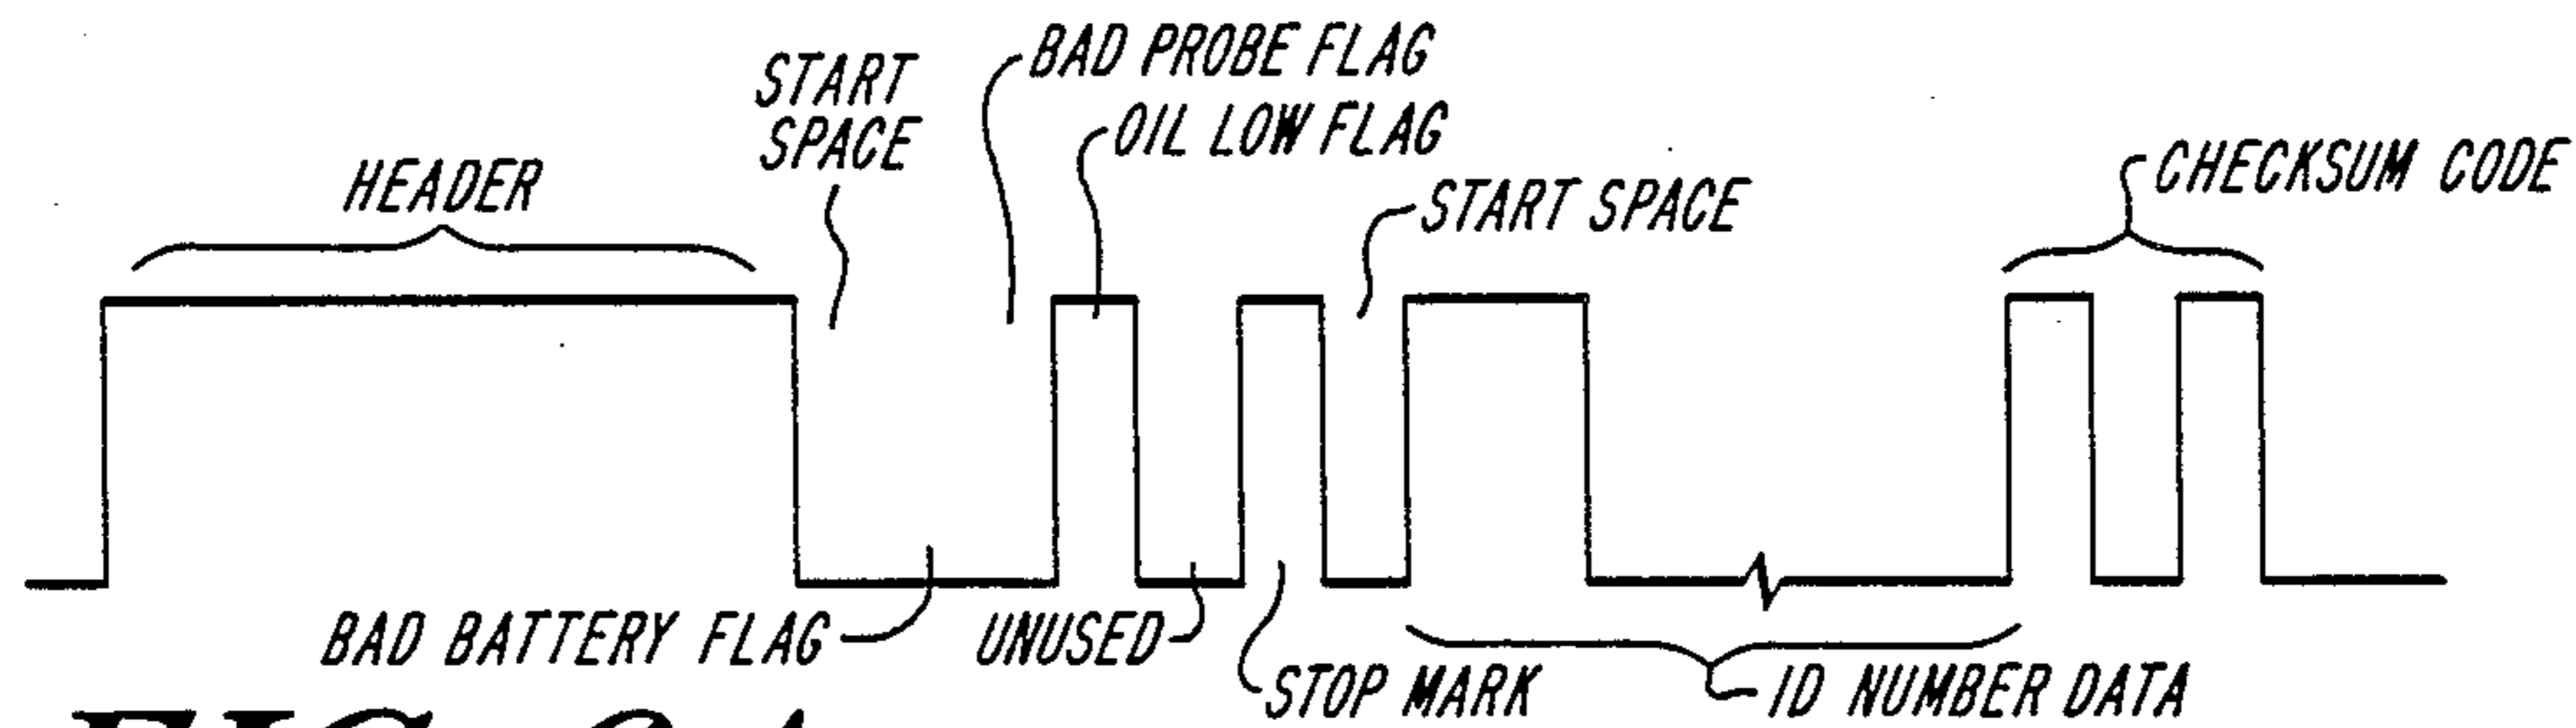 START
SPACE
BAD PROBE FLAG
OIL LOW FLAG
HEADER
START SPACE
CHECKSUM CODE
BAD BATTERY FLAG
UNUSED
STOP MARK
ID NUMBER DATA